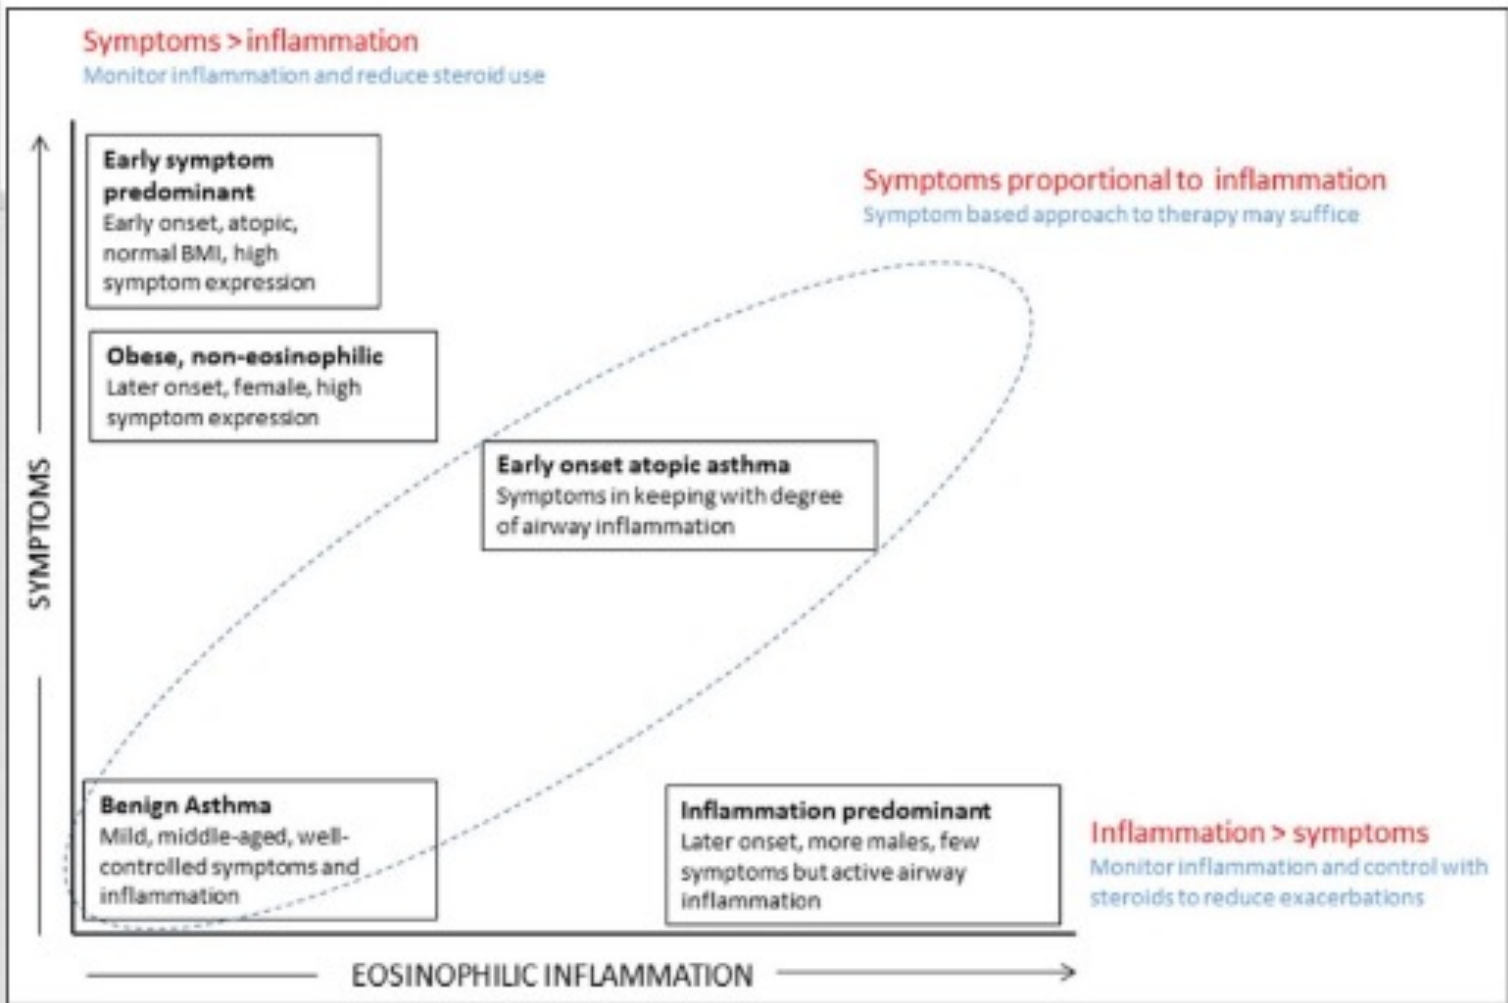 Symptoms > inflammation
Monitor inflammation and reduce steroid use
Early symptom
predominant
Early onset, atopic,
normal BMI, high
symptom expression
Symptoms proportional to inflammation
Symptom based approach to therapy may suffice
Obese, non-eosinophilic
Later onset, female, high
symptom expression
Early onset atopic asthma
Symptoms in keeping with degree
of airway inflammation
SYMPTOMS
Benign Asthma
Mild, middle-aged, well-
controlled symptoms and
inflammation
Inflammation predominant
Later onset, more males, few
symptoms but active airway
inflammation
Inflammation > symptoms
Monitor inflammation and control with
steroids to reduce exacerbations
EOSINOPHILIC INFLAMMATION